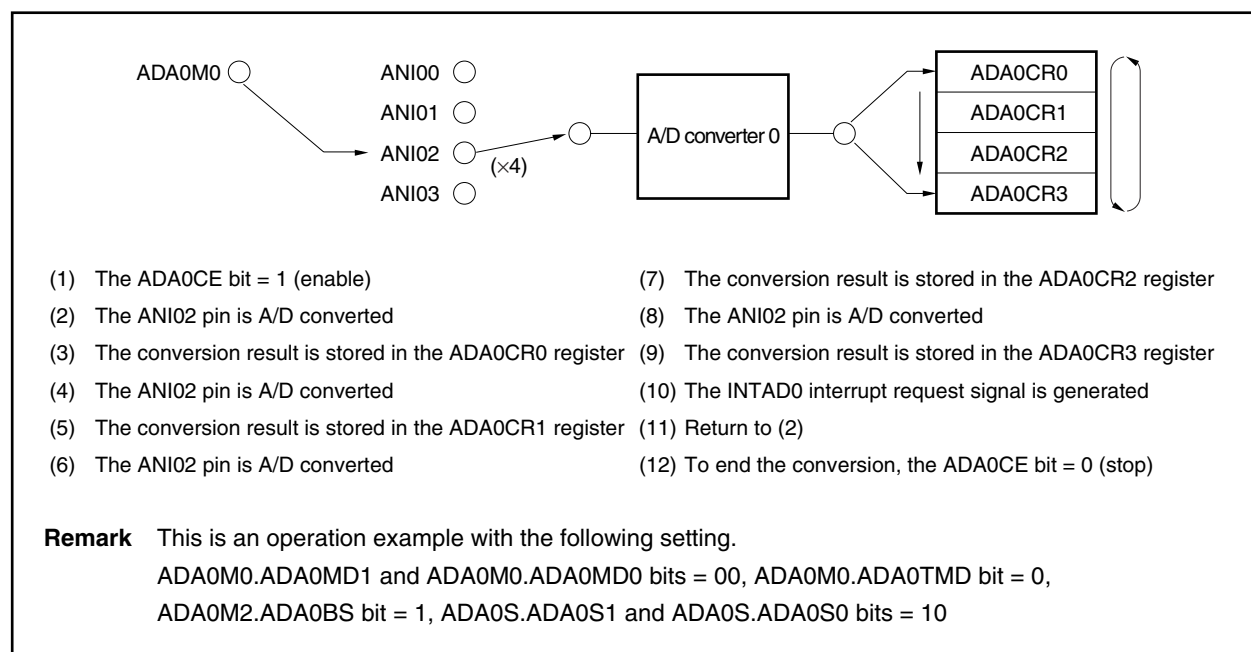 ADA0M0
ANI00
ANI01
ANI02
ANI03
(×4)
A/D converter 0
ADA0CR0
ADA0CR1
ADA0CR2
ADA0CR3
(1) The ADA0CE bit = 1 (enable)
(2) The ANI02 pin is A/D converted
(3) The conversion result is stored in the ADA0CR0 register
(4) The ANI02 pin is A/D converted
(5) The conversion result is stored in the ADA0CR1 register
(6) The ANI02 pin is A/D converted
(7) The conversion result is stored in the ADA0CR2 register
(8) The ANI02 pin is A/D converted
(9) The conversion result is stored in the ADA0CR3 register
(10) The INTAD0 interrupt request signal is generated
(11) Return to (2)
(12) To end the conversion, the ADA0CE bit = 0 (stop)
Remark This is an operation example with the following setting.
ADA0M0.ADA0MD1 and ADA0M0.ADA0MD0 bits = 00, ADA0M0.ADA0TMD bit = 0,
ADA0M2.ADA0BS bit = 1, ADA0S.ADA0S1 and ADA0S.ADA0S0 bits = 10